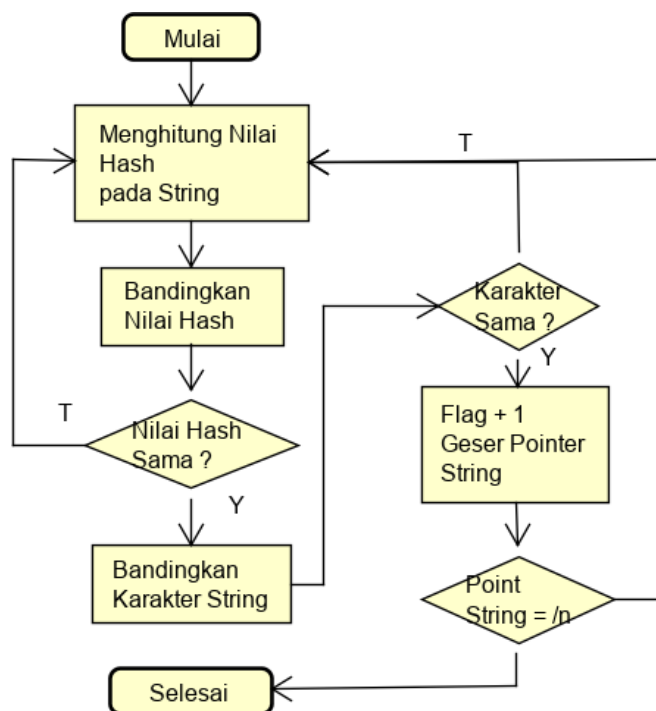 Mulai
Menghitung Nilai
Hash
pada String
T
Bandingkan
Nilai Hash
Karakter
Sama ?
T
Nilai Hash
Sama ?
Y
Flag + 1
Geser Pointer
String
Y
Bandingkan
Karakter String
Point
String = /n
Selesai